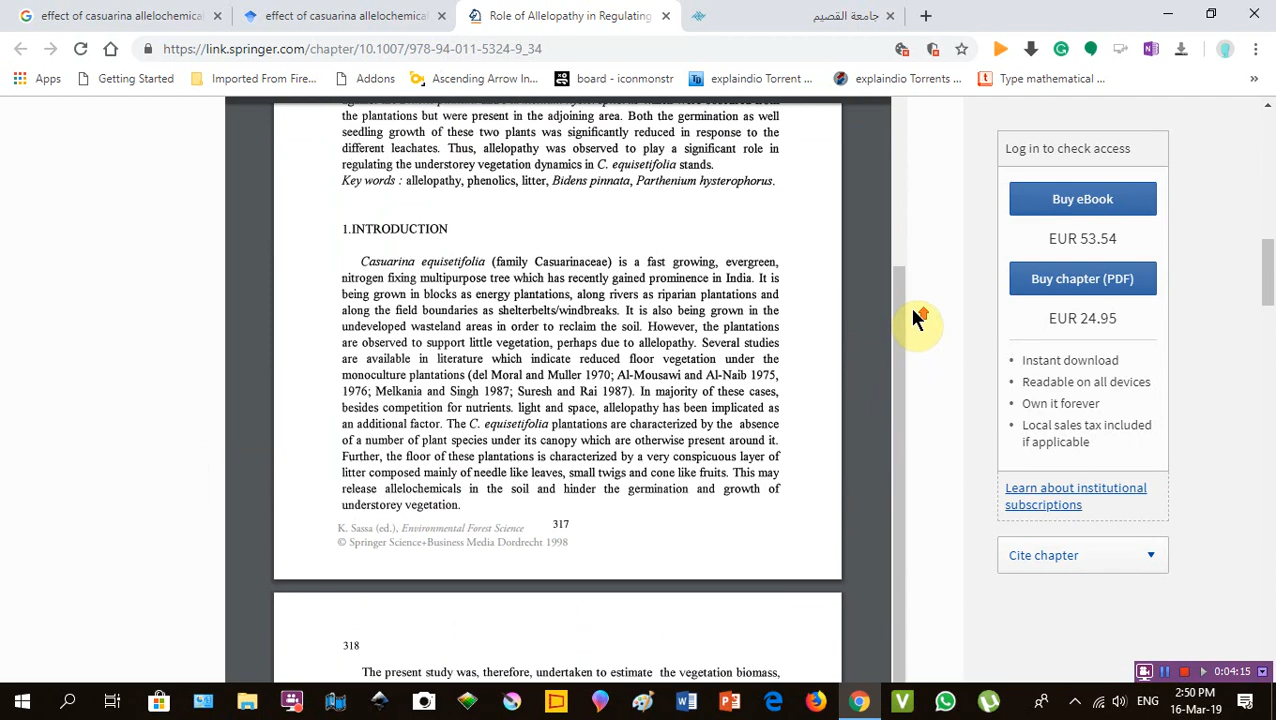 effect of casuarina allelochemical
effect of casuarina allelochemical
Role of Allelopathy in Regulating
جامعة القصيم
https://link.springer.com/chapter/10.1007/978-94-011-5324-9_34
Apps
Getting Started
Imported From Fire...
Addons
Ascending Arrow In...
board - iconmonstr
explaindio Torrent ...
explaindio Torrents ...
Type mathematical ...
»
the plantations but were present in the adjoining area. Both the germination as well
seedling growth of these two plants was significantly reduced in response to the
different leachates. Thus, allelopathy was observed to play a significant role in
regulating the understorey vegetation dynamics in C. equisetifolia stands.
Key words : allelopathy, phenolics, litter, Bidens pinnata, Parthenium hysterophorus.
1.INTRODUCTION
Casuarina equisetifolia (family Casuarinaceae) is a fast growing, evergreen,
nitrogen fixing multipurpose tree which has recently gained prominence in India. It is
being grown in blocks as energy plantations, along rivers as riparian plantations and
along the field boundaries as shelterbelts/windbreaks. It is also being grown in the
undeveloped wasteland areas in order to reclaim the soil. However, the plantations
are observed to support little vegetation, perhaps due to allelopathy. Several studies
are available in literature which indicate reduced floor vegetation under the
monoculture plantations (del Moral and Muller 1970; Al-Mousawi and Al-Naib 1975,
1976; Melkania and Singh 1987; Suresh and Rai 1987). In majority of these cases,
besides competition for nutrients. light and space, allelopathy has been implicated as
an additional factor. The C. equisetifolia plantations are characterized by the absence
of a number of plant species under its canopy which are otherwise present around it.
Further, the floor of these plantations is characterized by a very conspicuous layer of
litter composed mainly of needle like leaves, small twigs and cone like fruits. This may
release allelochemicals in the soil and hinder the germination and growth of
understorey vegetation.
317
K. Sassa (ed.), Environmental Forest Science
© Springer Science+Business Media Dordrecht 1998
318
The present study was, therefore, undertaken to estimate the vegetation biomass,
Log in to check access
Buy eBook
EUR 53.54
Buy chapter (PDF)
EUR 24.95
• Instant download
• Readable on all devices
• Own it forever
• Local sales tax included
if applicable
Learn about institutional
subscriptions
Cite chapter
0:04:15
ENG
2:50 PM
16-Mar-19